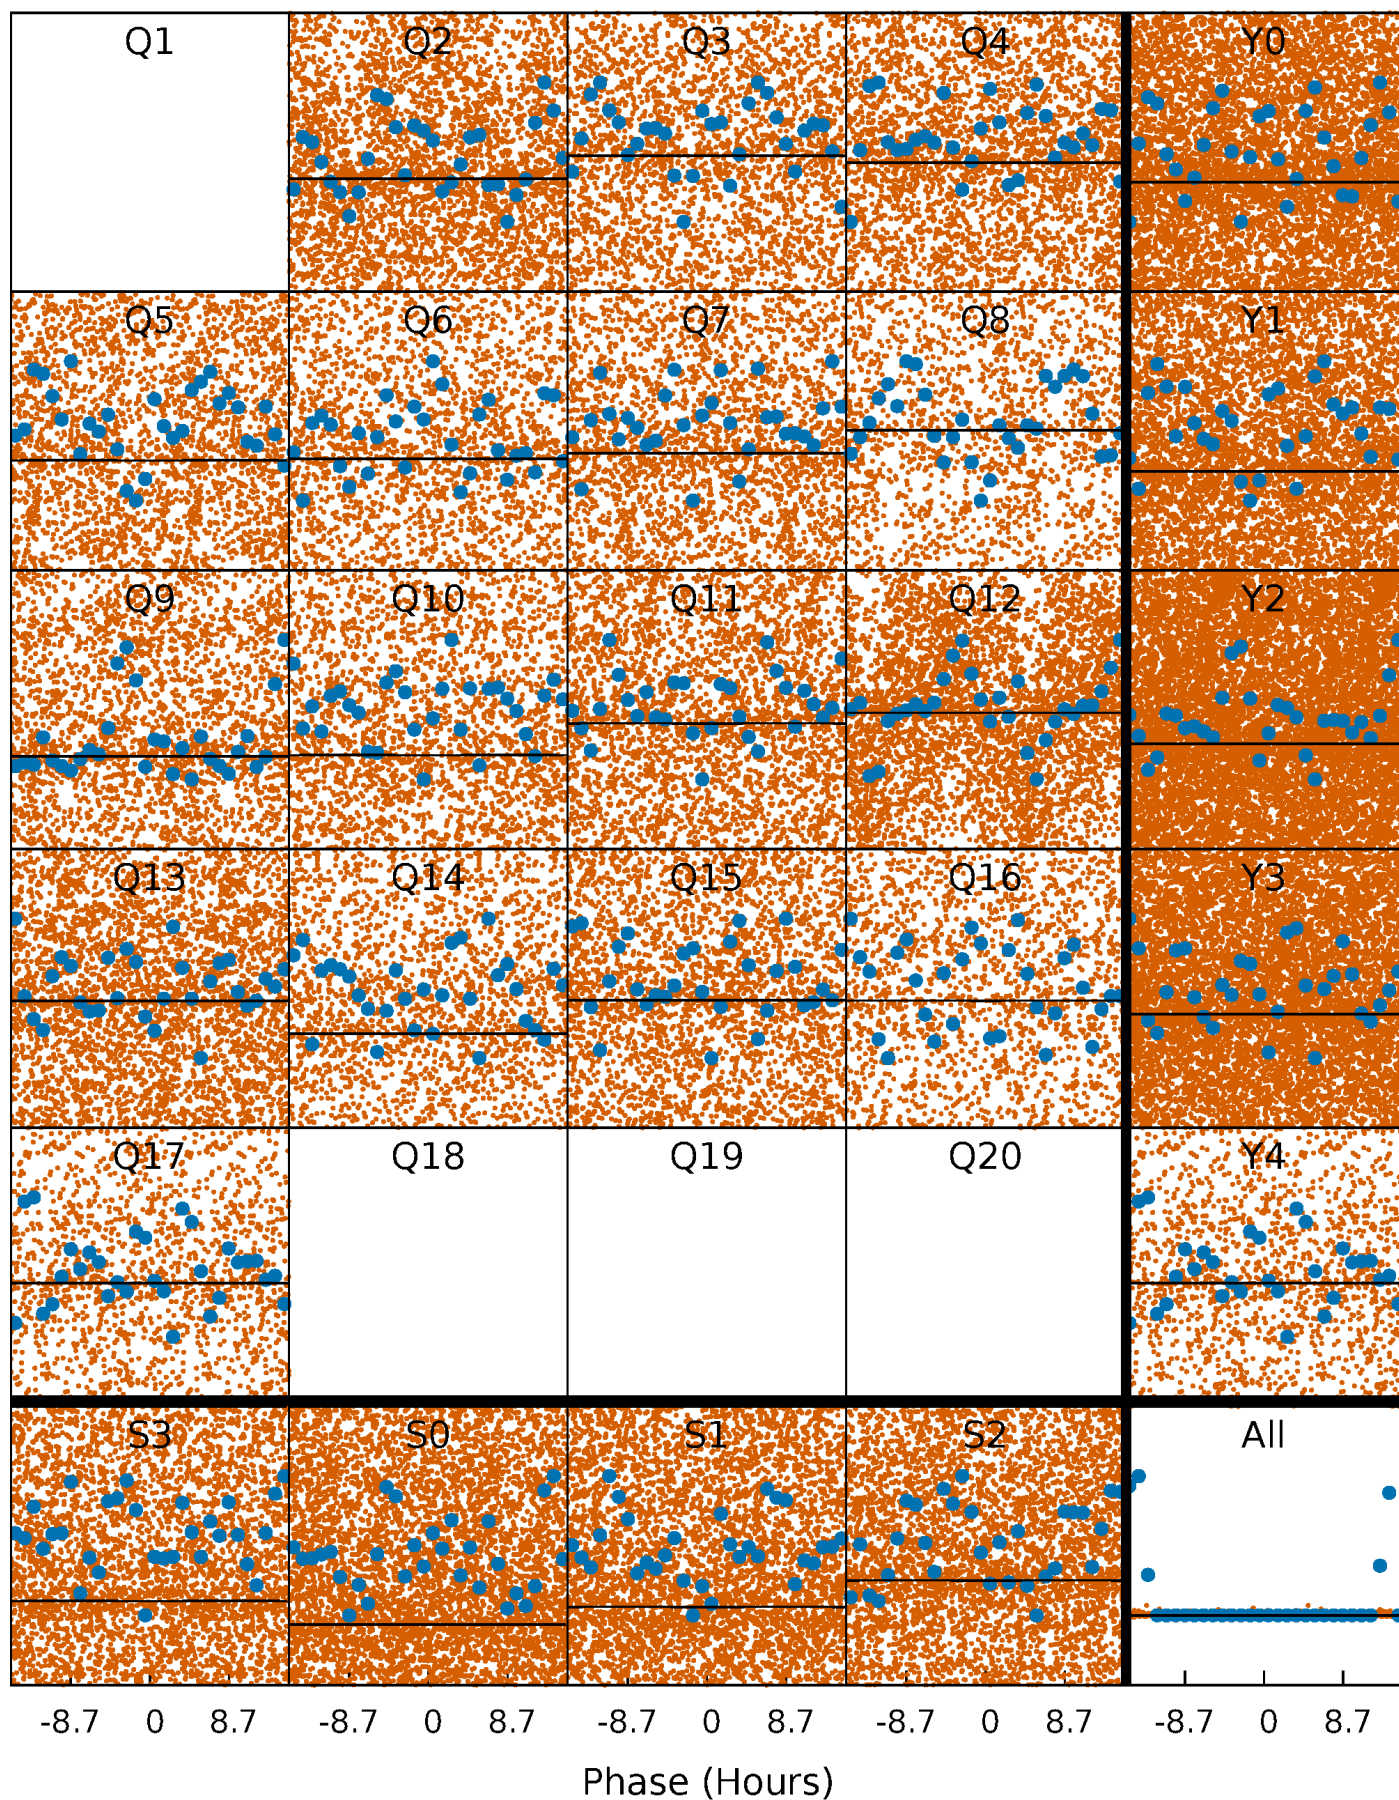 Q1 Q2 Q3 Q4 Y0
Q5 Q6 Q7 Q8 Y1
Q9 Q10 Q11 Q12 Y2
Q13 Q14 Q15 Q16 Y3
Q17 Q18 Q19 Q20 Y4
S3 S0 S1 S2 All
-8.7 0 8.7 -8.7 0 8.7 -8.7 0 8.7 -8.7 0 8.7 -8.7 0 8.7
Phase (Hours)